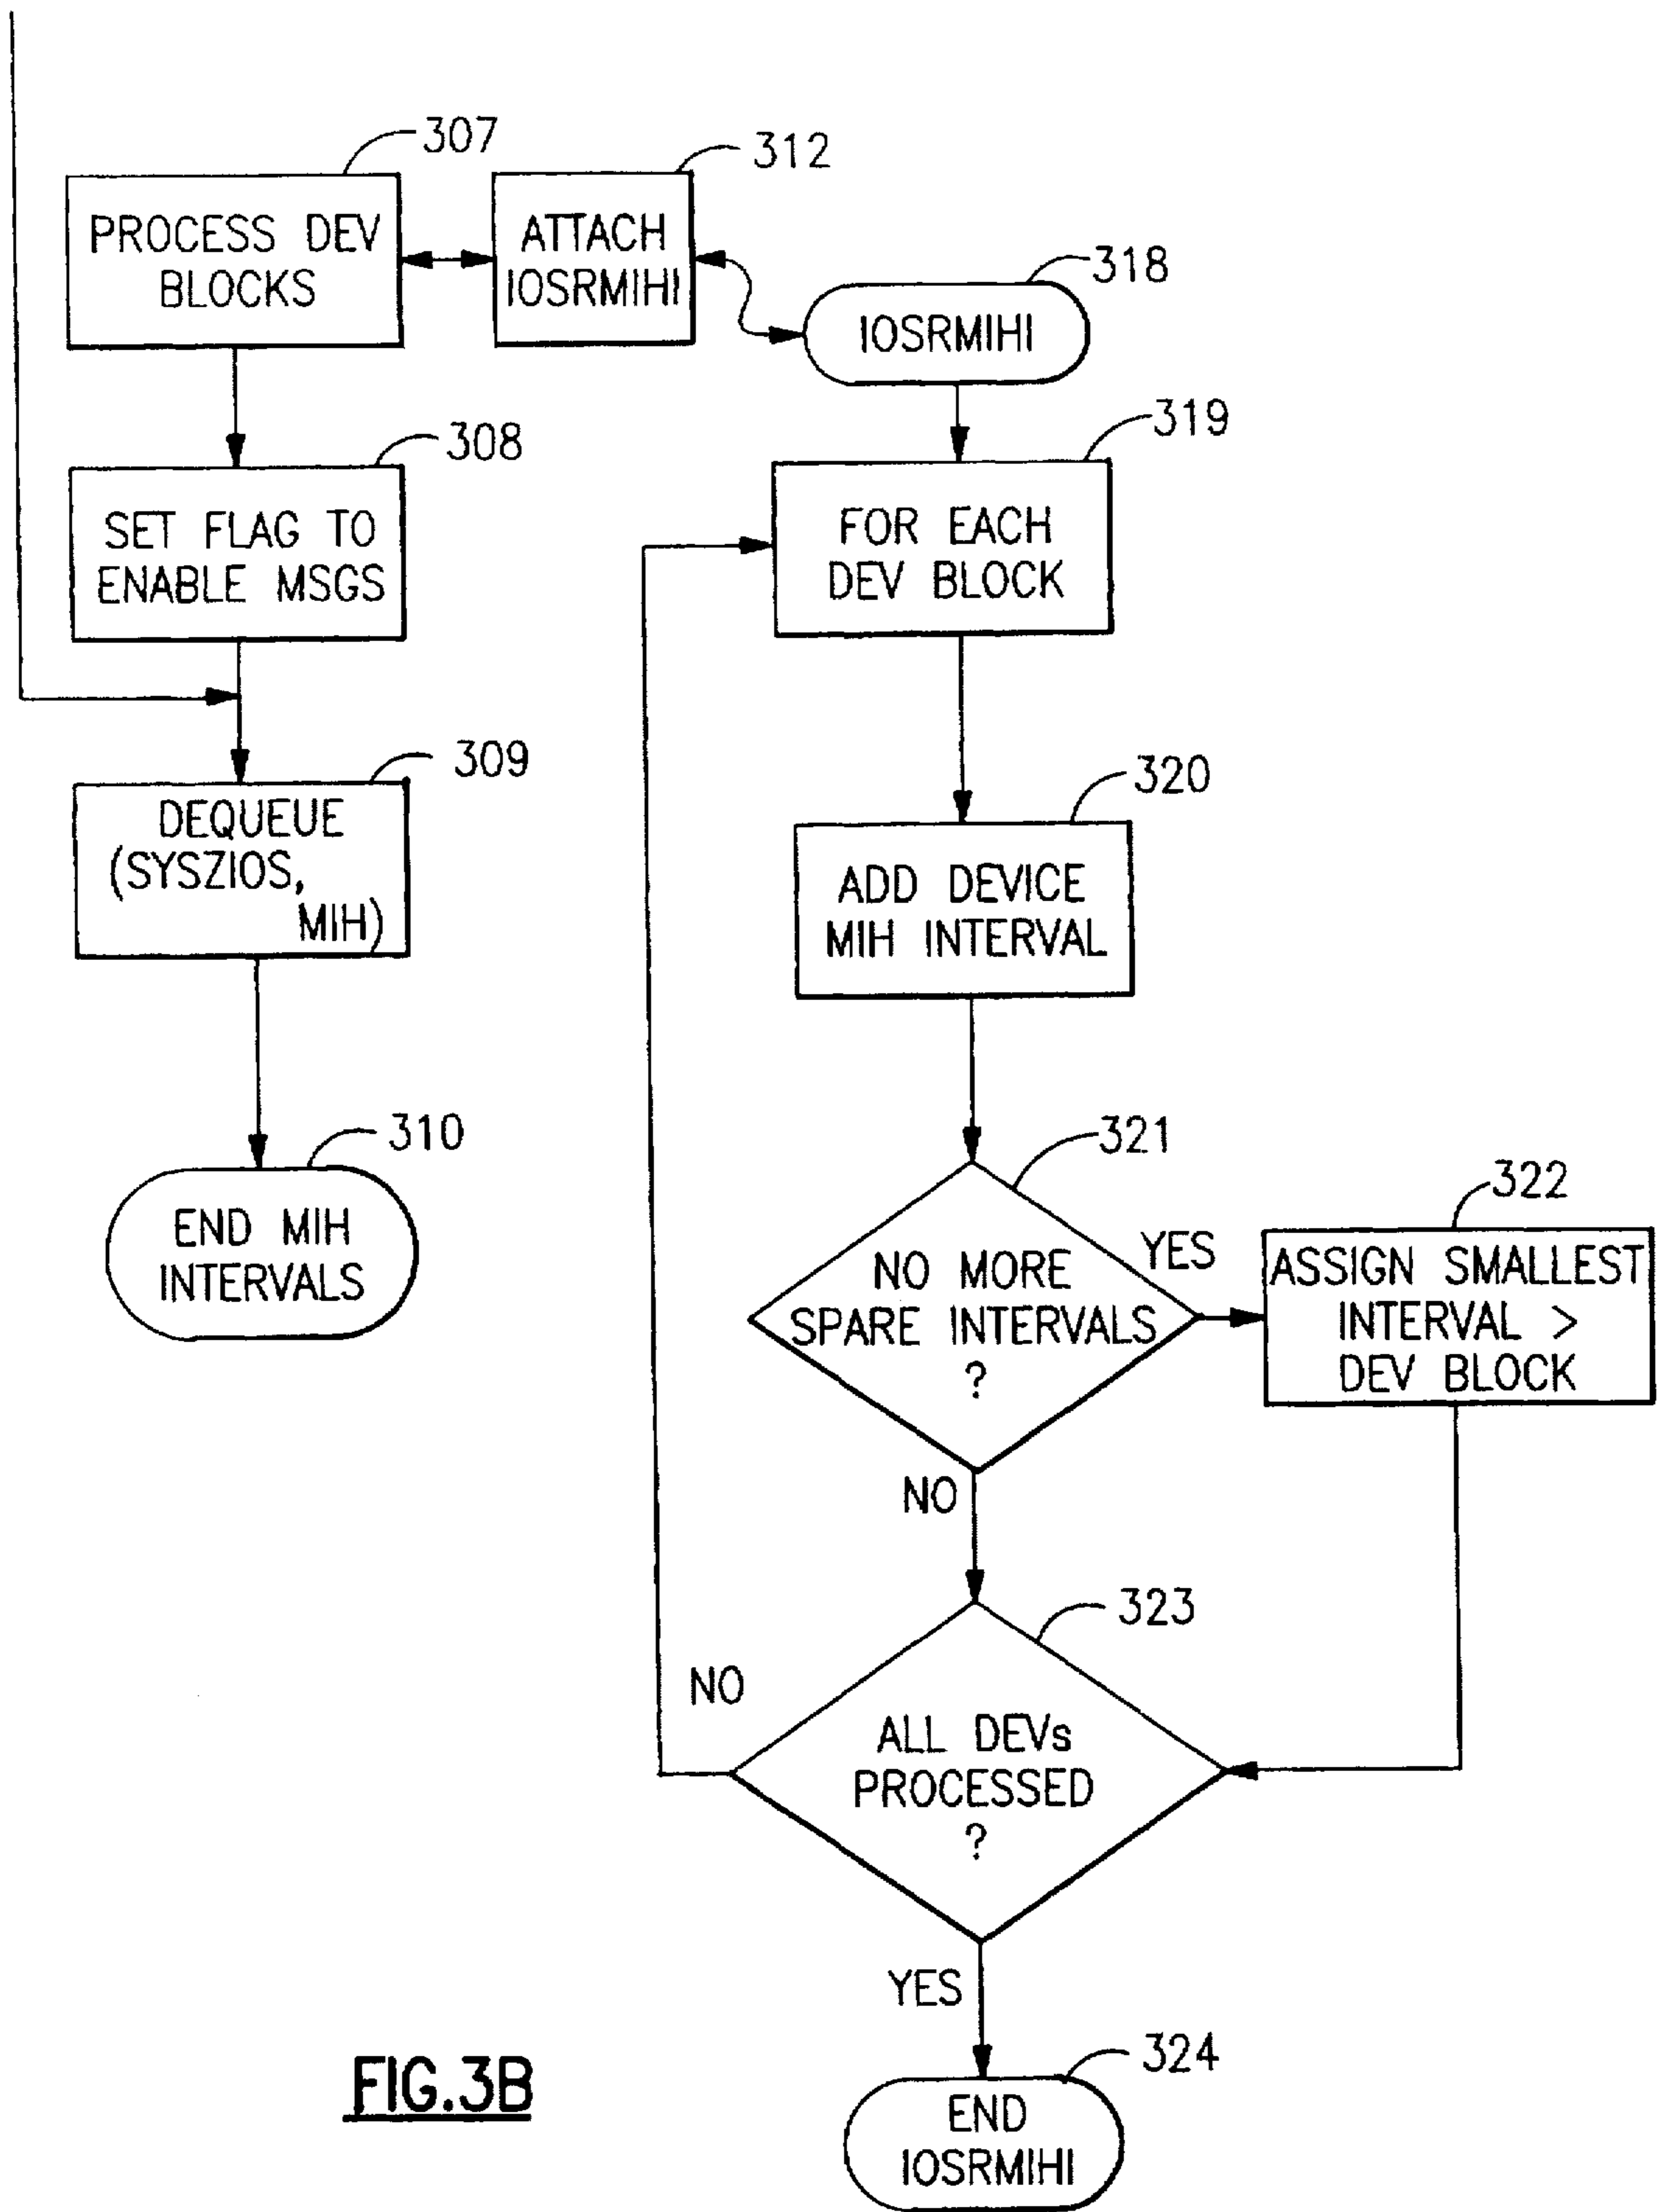 307
PROCESS DEV
BLOCKS
312
ATTACH
IOSRMIHI
318
IOSRMIHI
308
SET FLAG TO
ENABLE MSGS
319
FOR EACH
DEV BLOCK
309
DEQUEUE
(SYSZIOS,
MIH)
320
ADD DEVICE
MIH INTERVAL
310
END MIH
INTERVALS
321
NO MORE
SPARE INTERVALS
?
YES
NO
322
ASSIGN SMALLEST
INTERVAL >
DEV BLOCK
323
ALL DEVs
PROCESSED
?
NO
YES
324
END
IOSRMIHI
FIG.3B